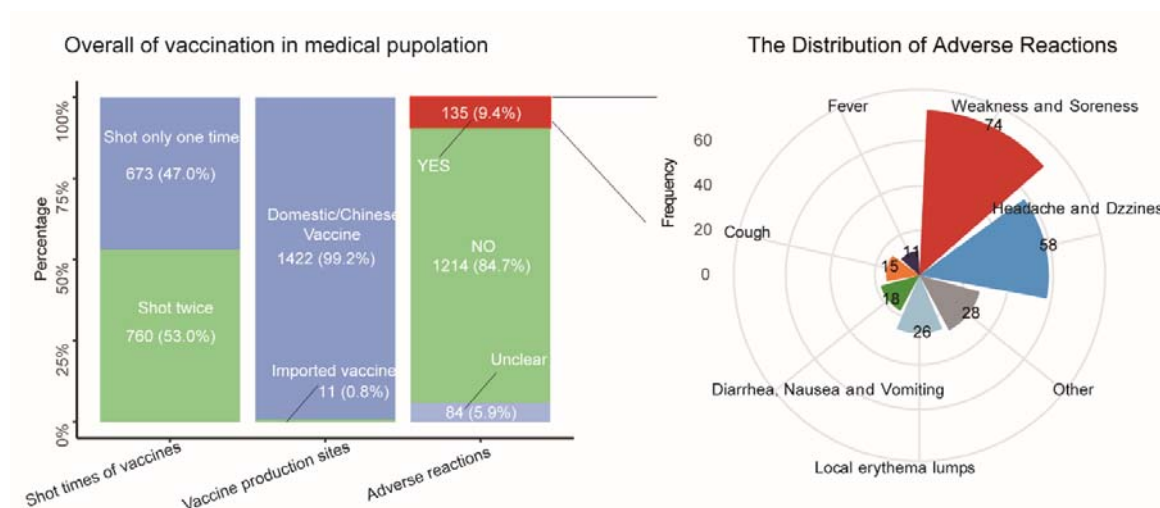 Overall of vaccination in medical pupolation
Percentage
100%
75%
50%
25%
0%
Shot only one time
673 (47.0%)
Shot twice
760 (53.0%)
Domestic/Chinese
Vaccine
1422 (99.2%)
Imported vaccine
11 (0.8%)
135 (9.4%)
YES
NO
1214 (84.7%)
Unclear
84 (5.9%)
Shot times of vaccines
Vaccine production sites
Adverse reactions
The Distribution of Adverse Reactions
Frequency
60
40
20
0
Fever
Weakness and Soreness
74
Headache and Dzziness
58
Cough
11
15
18
28
26
Diarrhea, Nausea and Vomiting
Other
Local erythema lumps